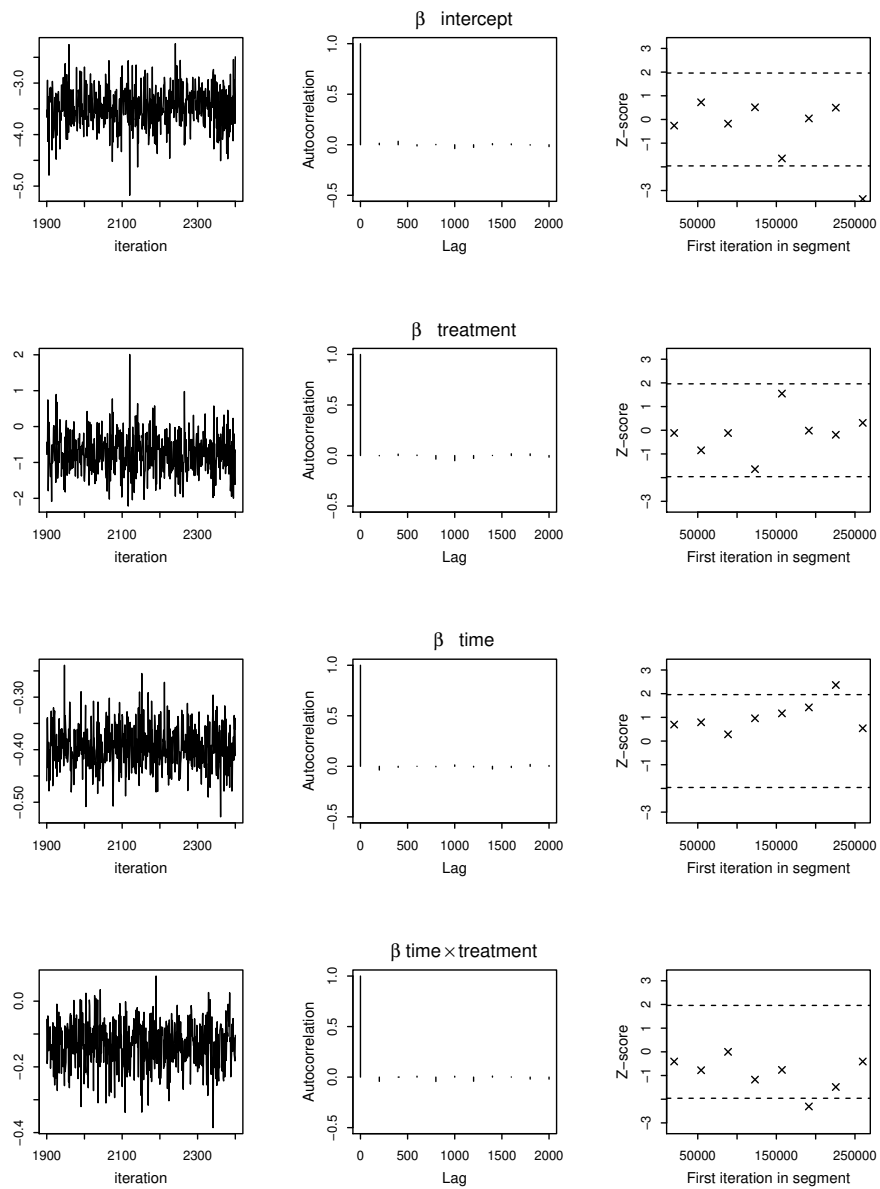 β intercept
−3.0
−4.0
−5.0
1900 2100 2300
iteration
Autocorrelation
1.0
0.5
0.0
−0.5
0 500 1000 1500 2000
Lag
Z−score
3
2
1
0
−1
−3
50000 150000 250000
First iteration in segment
β treatment
2
1
0
−1
−2
1900 2100 2300
iteration
Autocorrelation
1.0
0.5
0.0
−0.5
0 500 1000 1500 2000
Lag
Z−score
3
2
1
0
−1
−3
50000 150000 250000
First iteration in segment
β time
−0.30
−0.40
−0.50
1900 2100 2300
iteration
Autocorrelation
1.0
0.5
0.0
−0.5
0 500 1000 1500 2000
Lag
Z−score
3
2
1
0
−1
−3
50000 150000 250000
First iteration in segment
β time×treatment
0.0
−0.2
−0.4
1900 2100 2300
iteration
Autocorrelation
1.0
0.5
0.0
−0.5
0 500 1000 1500 2000
Lag
Z−score
3
2
1
0
−1
−3
50000 150000 250000
First iteration in segment